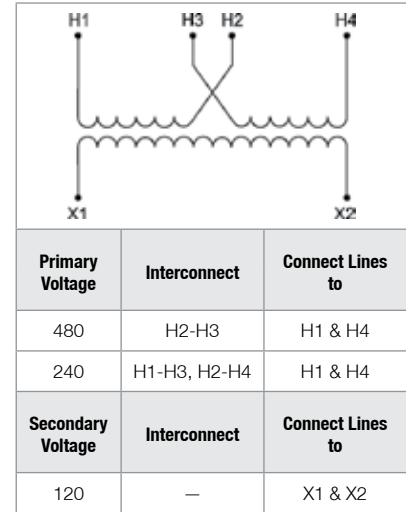 H1 H3 H2 H4
X1 X2
Primary Voltage Interconnect Connect Lines to
480 H2-H3 H1 & H4
240 H1-H3, H2-H4 H1 & H4
Secondary Voltage Interconnect Connect Lines to
120 — X1 & X2